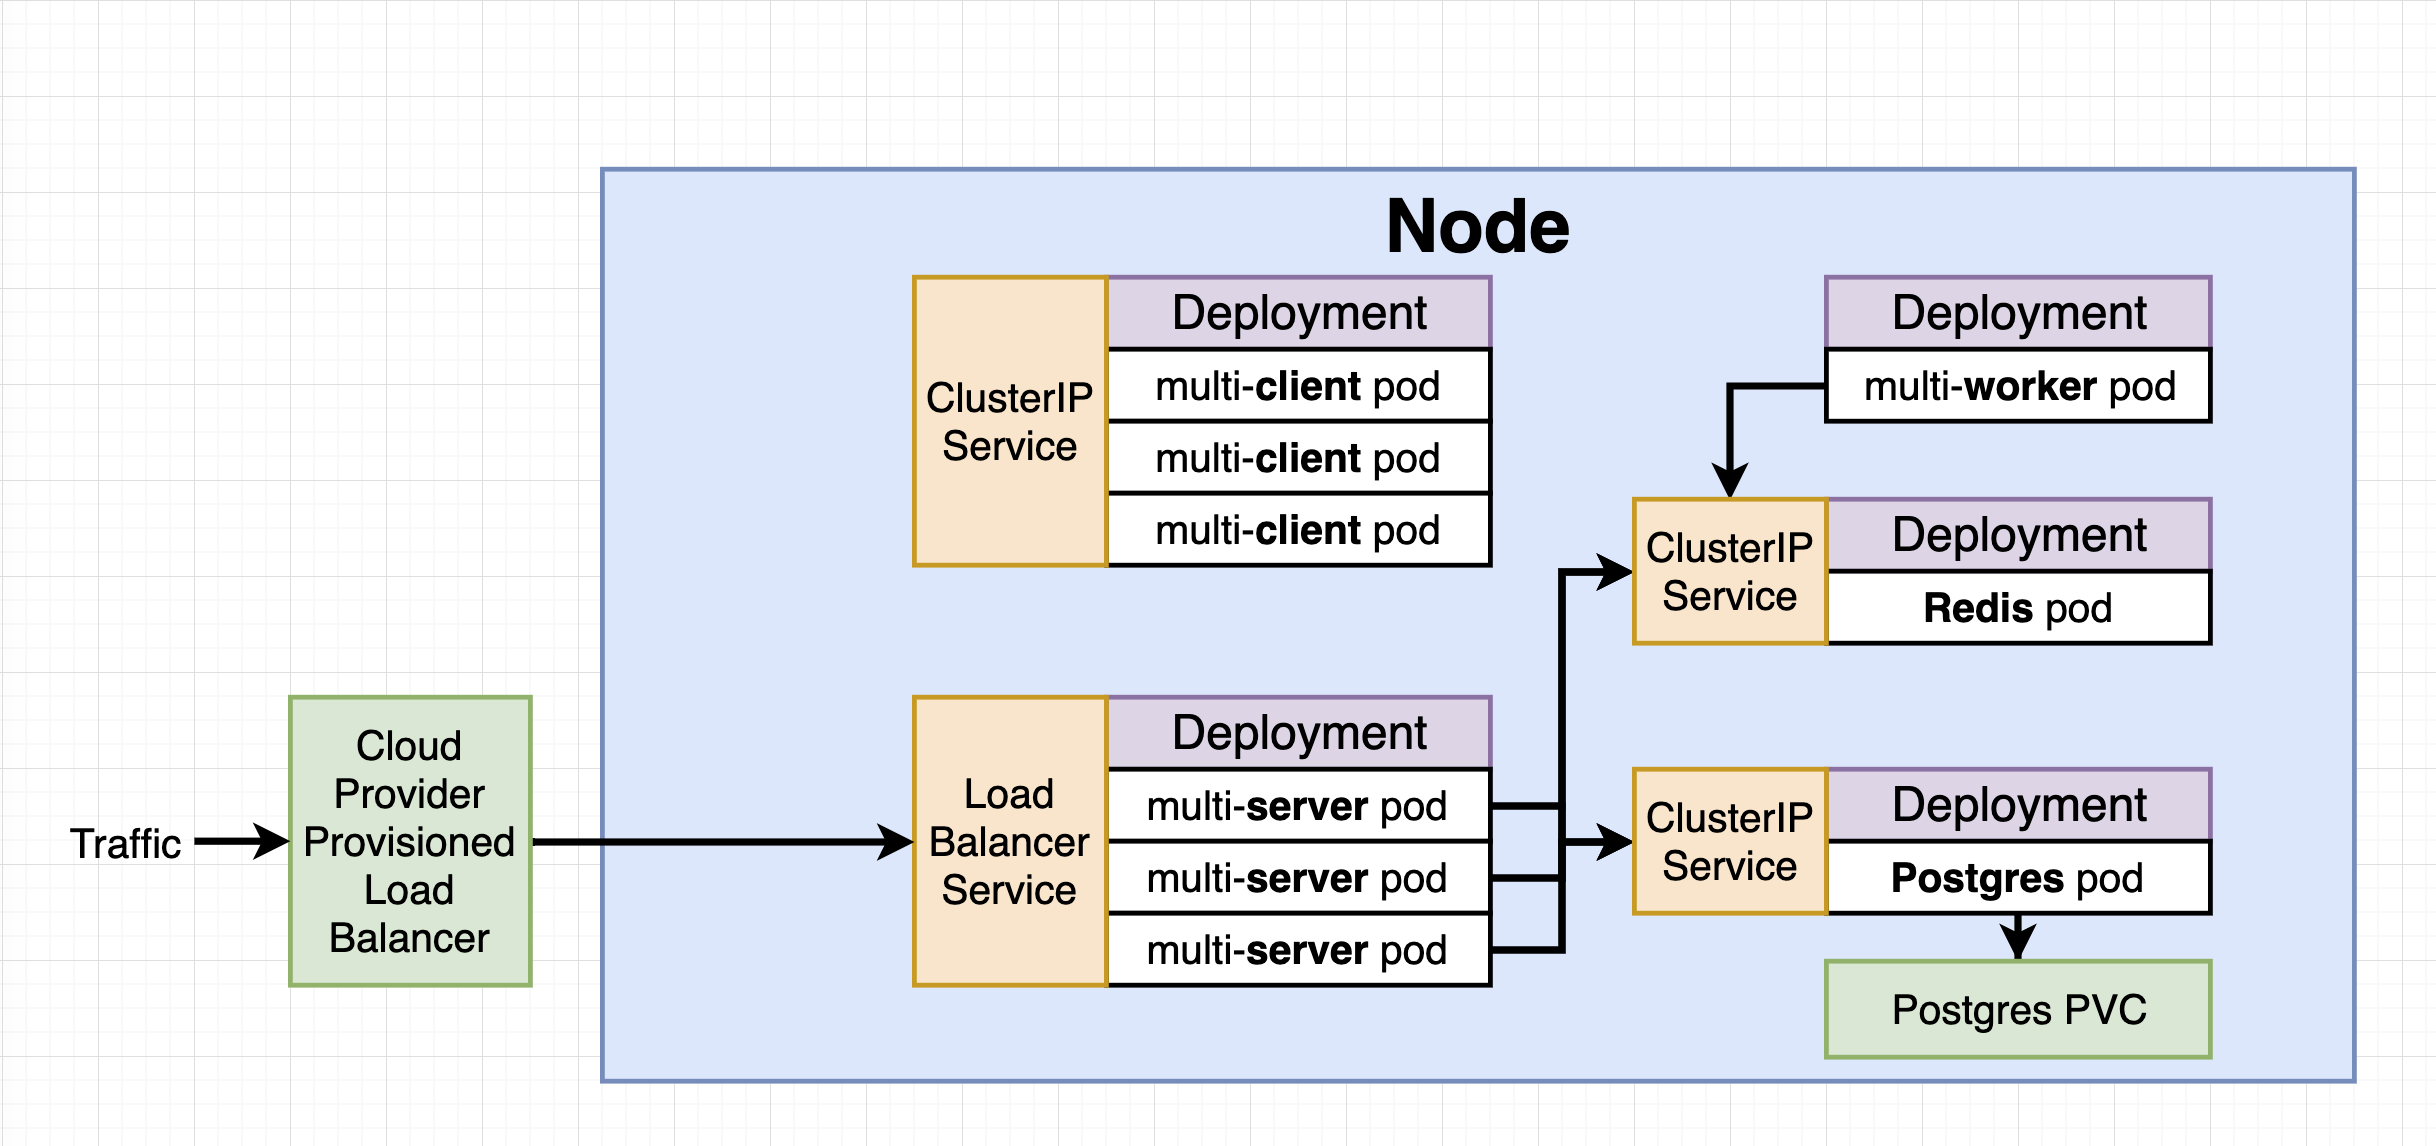 Node
ClusterIP
Service
Deployment
multi-client pod
multi-client pod
multi-client pod
Deployment
multi-worker pod
ClusterIP
Service
Deployment
Redis pod
Traffic
Cloud
Provider
Provisioned
Load
Balancer
Load
Balancer
Service
Deployment
multi-server pod
multi-server pod
multi-server pod
ClusterIP
Service
Deployment
Postgres pod
Postgres PVC